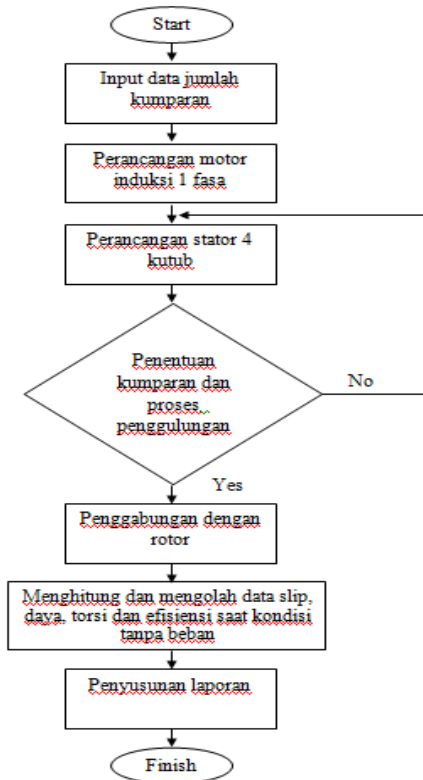 Start
Input data jumlah
kumparan
Perancangan motor
induksi 1 fasa
Perancangan stator 4
kutub
Penentuan
kumparan dan
proses
penggulungan
No
Yes
Penggabungan dengan
rotor
Menghitung dan mengolah data slip,
daya, torsi dan efisiensi saat kondisi
tanpa beban
Penyusunan laporan
Finish